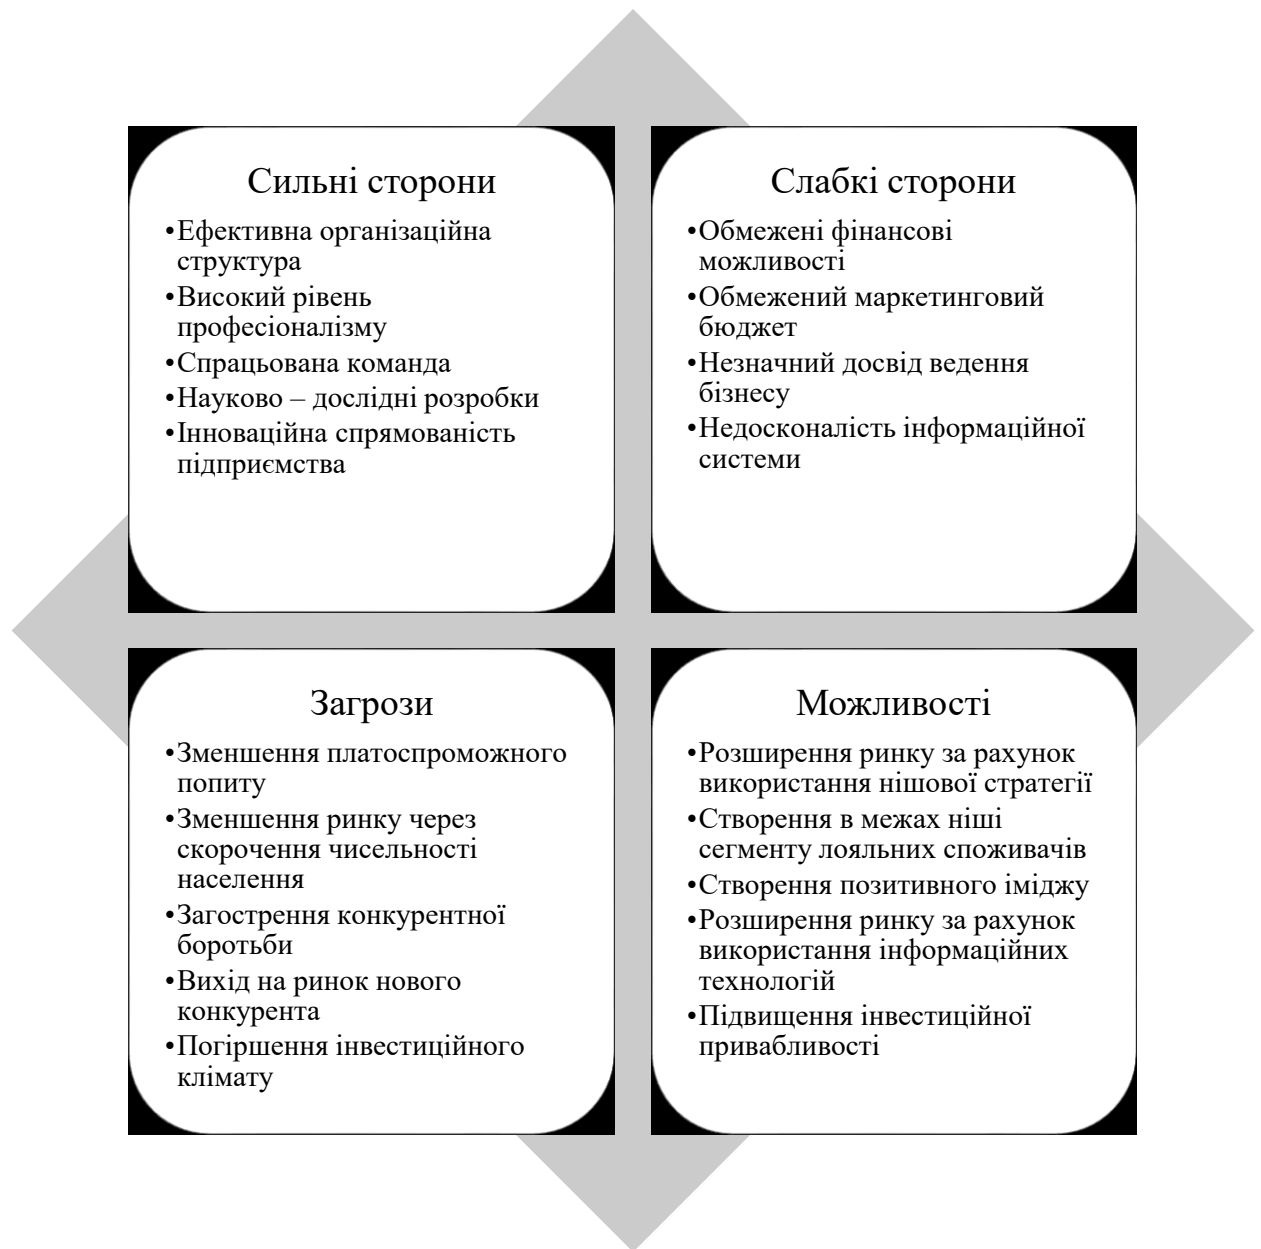 Сильні сторони
•Ефективна організаційна
структура
•Високий рівень
професіоналізму
•Спрацьована команда
•Науково – дослідні розробки
•Інноваційна спрямованість
підприємства
Слабкі сторони
•Обмежені фінансові
можливості
•Обмежений маркетинговий
бюджет
•Незначний досвід ведення
бізнесу
•Недосконалість інформаційної
системи
Загрози
•Зменшення платоспроможного
попиту
•Зменшення ринку через
скорочення чисельності
населення
•Загострення конкурентної
боротьби
•Вихід на ринок нового
конкурента
•Погіршення інвестиційного
клімату
Можливості
•Розширення ринку за рахунок
використання нішової стратегії
•Створення в межах ніші
сегменту лояльних споживачів
•Створення позитивного іміджу
•Розширення ринку за рахунок
використання інформаційних
технологій
•Підвищення інвестиційної
привабливості